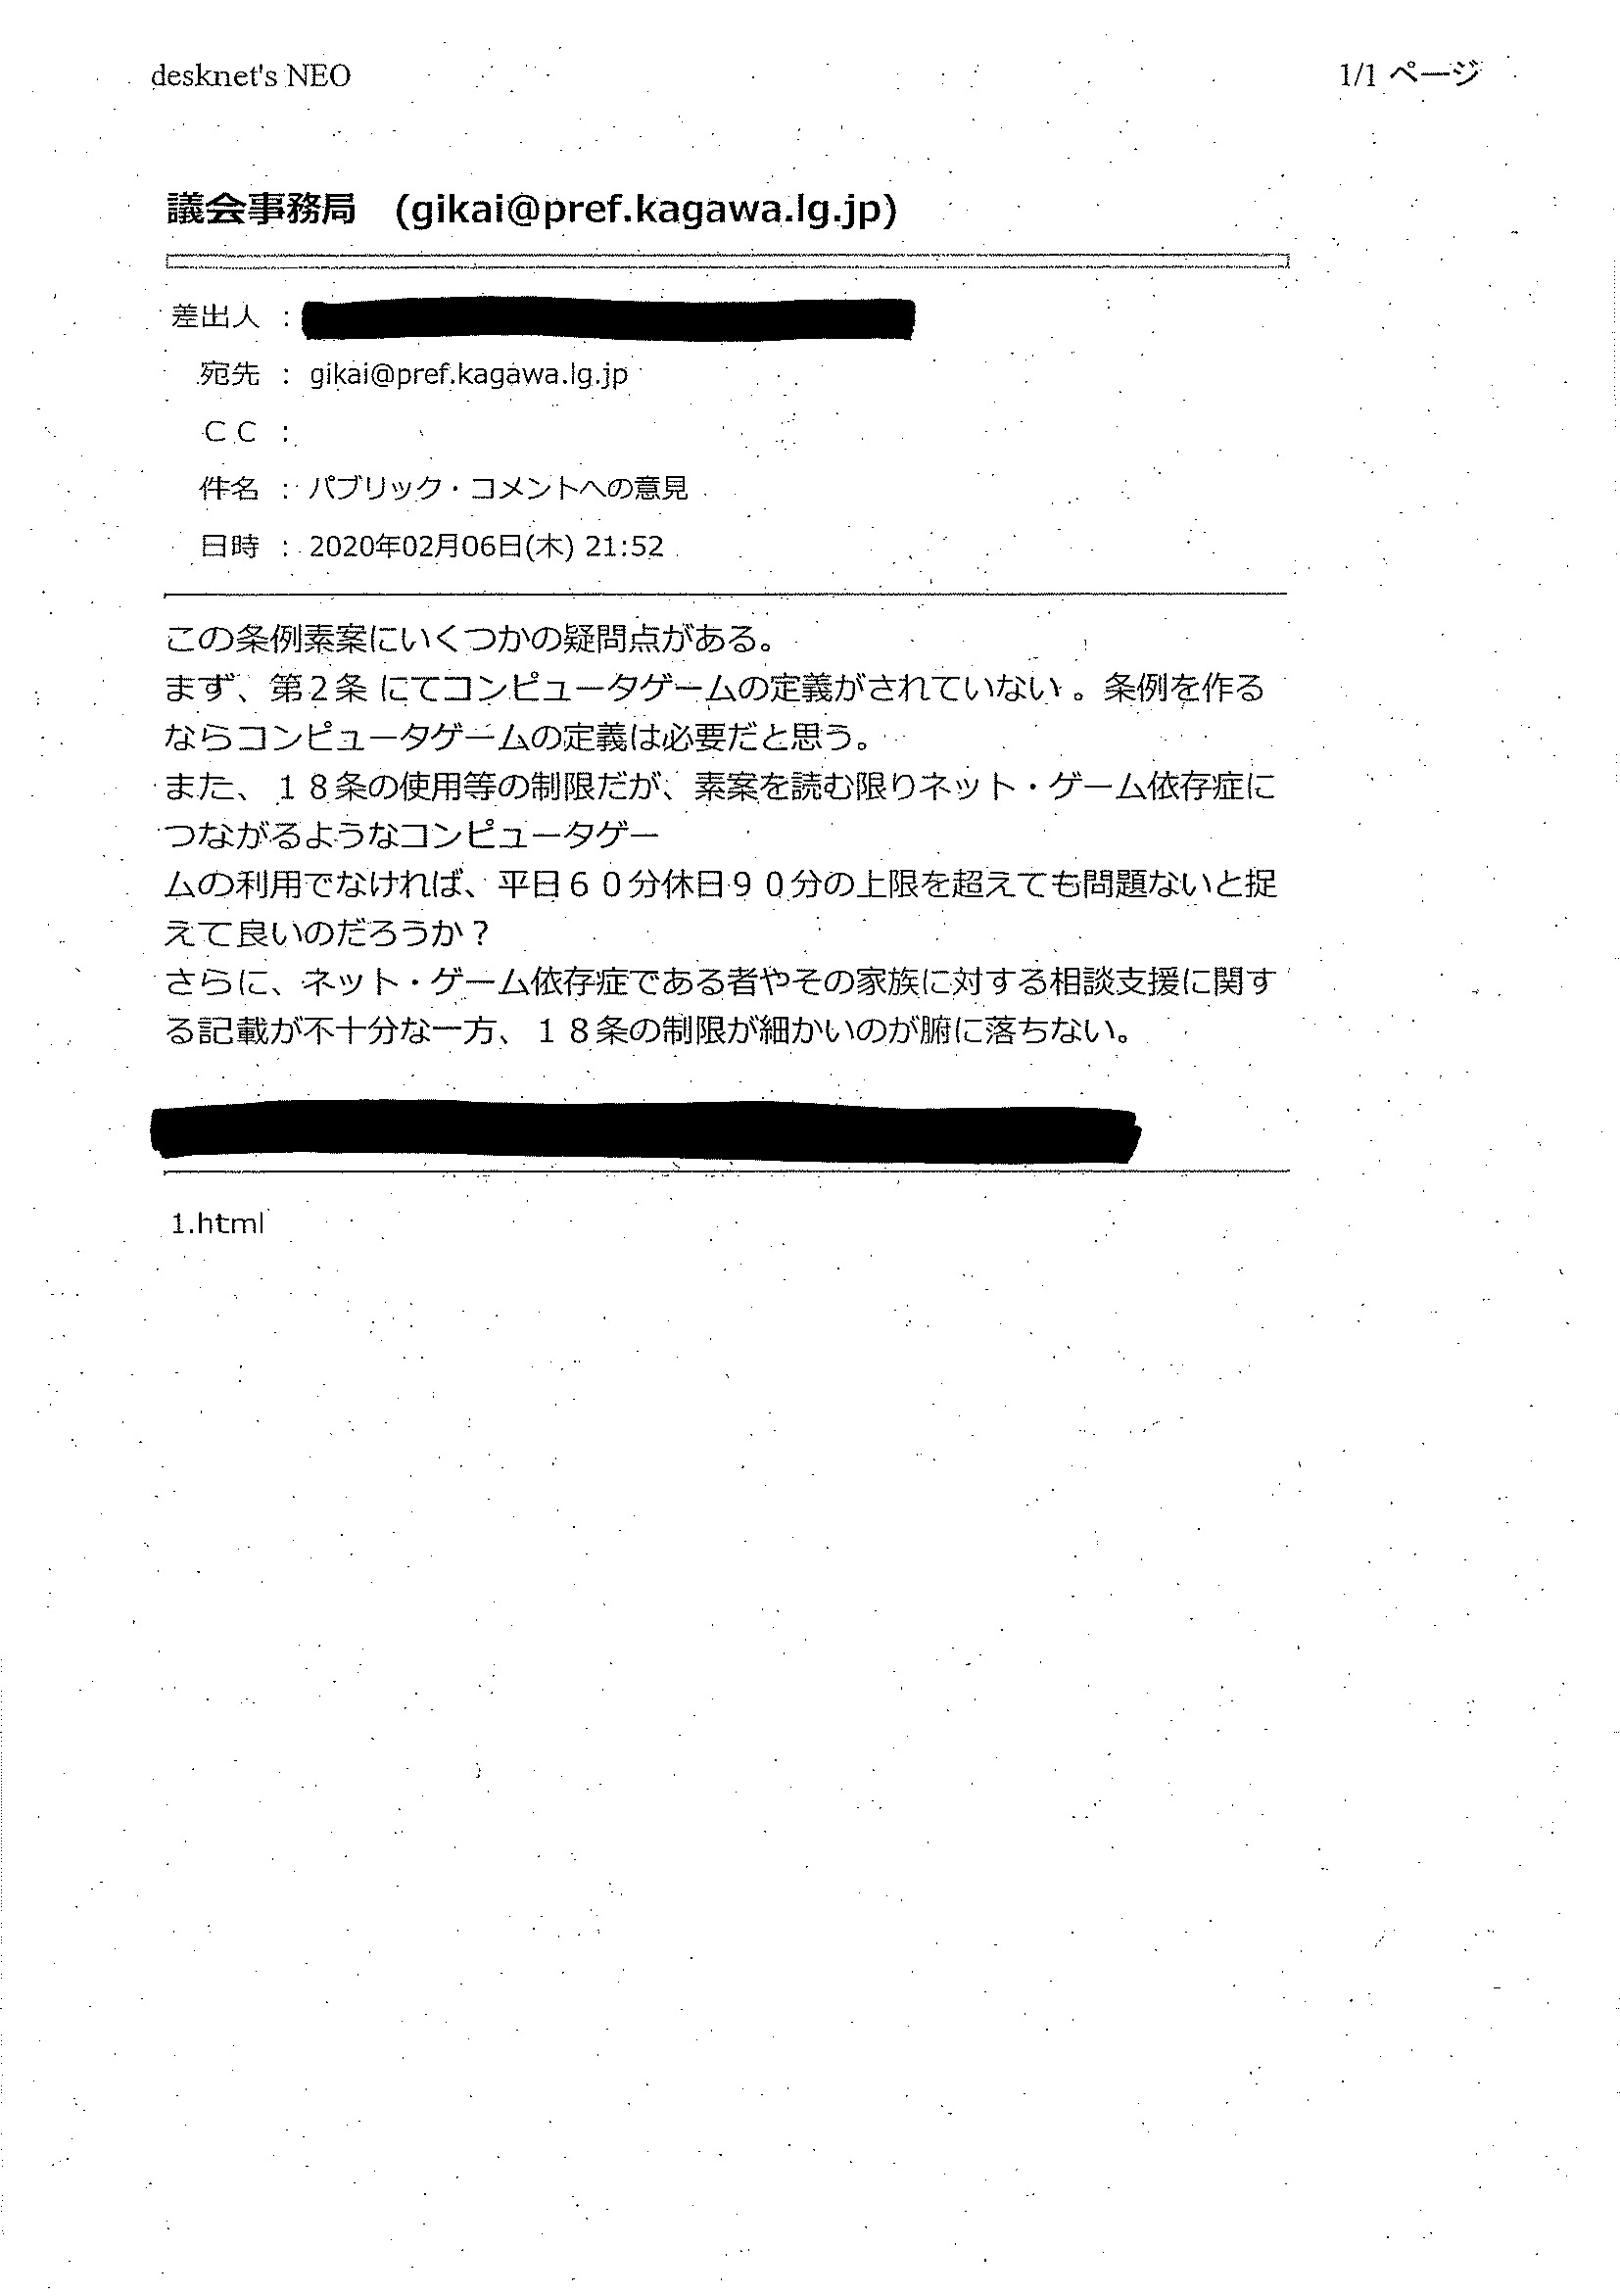 desknet's NEO 1/1 ページ
議会事務局 (gikai@pref.kagawa.lg.jp)
差出人 :
宛先 : gikai@pref.kagawa.lg.jp
ＣＣ :
件名 : パブリック・コメントへの意見
日時 : 2020年02月06日(木) 21:52
この条例素案にいくつかの疑問点がある。
まず、第２条 にてコンピュータゲームの定義がされていない 。条例を作る
ならコンピュータゲームの定義は必要だと思う。
また、１８条の使用等の制限だが、素案を読む限りネット・ゲーム依存症に
つながるようなコンピュータゲー
ムの利用でなければ、平日６０分休日９０分の上限を超えても問題ないと捉
えて良いのだろうか？
さらに、ネット・ゲーム依存症である者やその家族に対する相談支援に関す
る記載が不十分な一方、１８条の制限が細かいのが腑に落ちない。
1.html